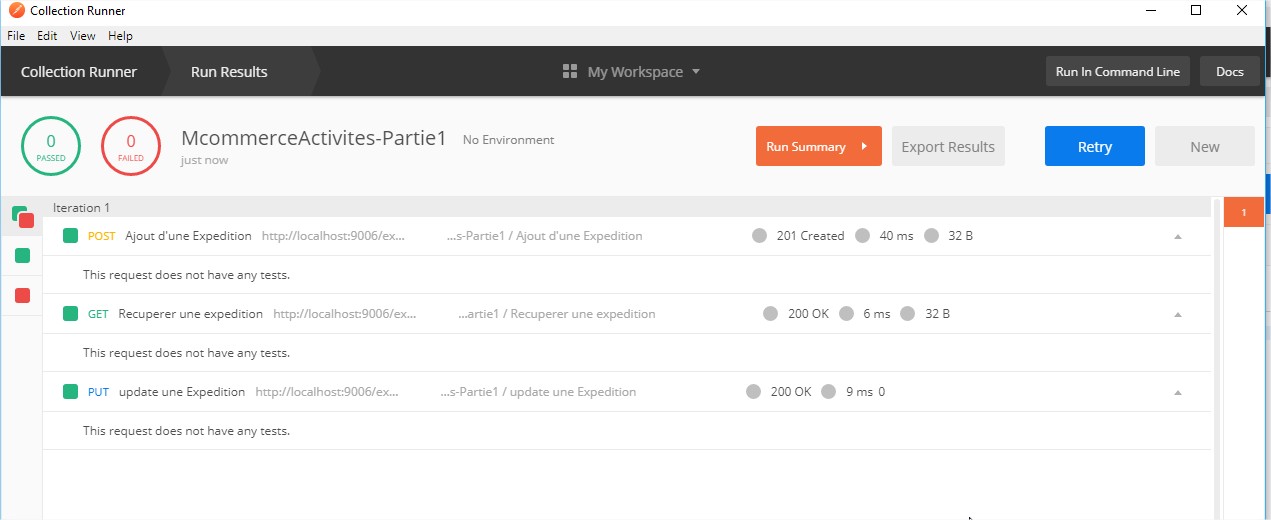 Collection Runner
File Edit View Help
Collection Runner Run Results My Workspace Run In Command Line Docs
0 PASSED
0 FAILED
McommerceActivites-Partie1 No Environment
just now
Run Summary Export Results Retry New
Iteration 1
1
POST Ajout d'une Expedition http://localhost:9006/ex... ...s-Partie1 / Ajout d'une Expedition 201 Created 40 ms 32 B
This request does not have any tests.
GET Recuperer une expedition http://localhost:9006/ex... ...artie1 / Recuperer une expedition 200 OK 6 ms 32 B
This request does not have any tests.
PUT update une Expedition http://localhost:9006/ex... ...s-Partie1 / update une Expedition 200 OK 9 ms 0
This request does not have any tests.